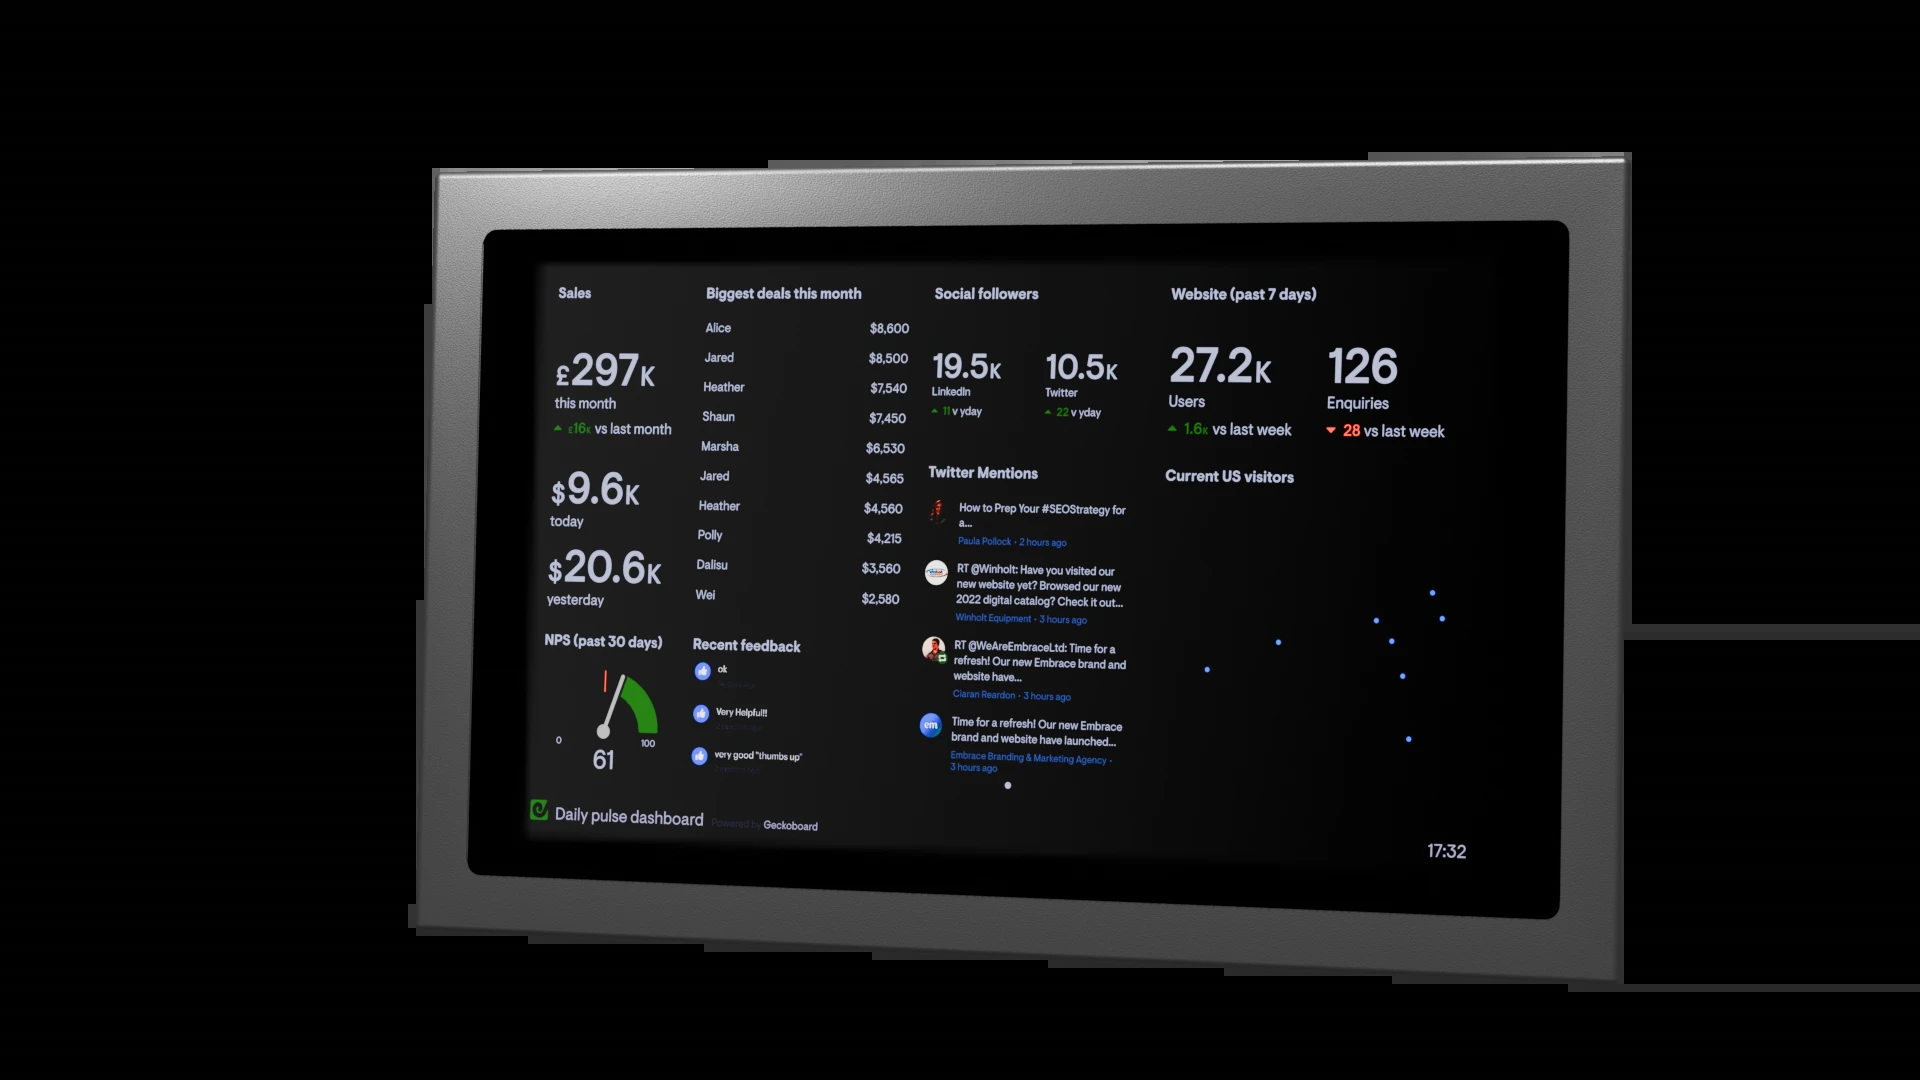 Sales
£297K
this month
£16K vs last month
$9.6K
today
$20.6K
yesterday
NPS (past 30 days)
0
100
61
Biggest deals this month
Alice $8,600
Jared $8,500
Heather $7,540
Shaun $7,450
Marsha $6,530
Jared $4,565
Heather $4,560
Polly $4,215
Dalisu $3,560
Wei $2,580
Recent feedback
ok
Very Helpful!!
very good "thumbs up"
Social followers
19.5K
LinkedIn
11 v yday
10.5K
Twitter
22 v yday
Twitter Mentions
How to Prep Your #SEOStrategy for
a...
Paula Pollock · 2 hours ago
RT @Winholt: Have you visited our
new website yet? Browsed our new
2022 digital catalog? Check it out...
Winholt Equipment · 3 hours ago
RT @WeAreEmbraceLtd: Time for a
refresh! Our new Embrace brand and
website have...
Ciaran Reardon · 3 hours ago
em
Time for a refresh! Our new Embrace
brand and website have launched...
Embrace Branding & Marketing Agency ·
3 hours ago
Website (past 7 days)
27.2K
Users
1.6K vs last week
126
Enquiries
28 vs last week
Current US visitors
Daily pulse dashboard
Powered by Geckoboard
17:32